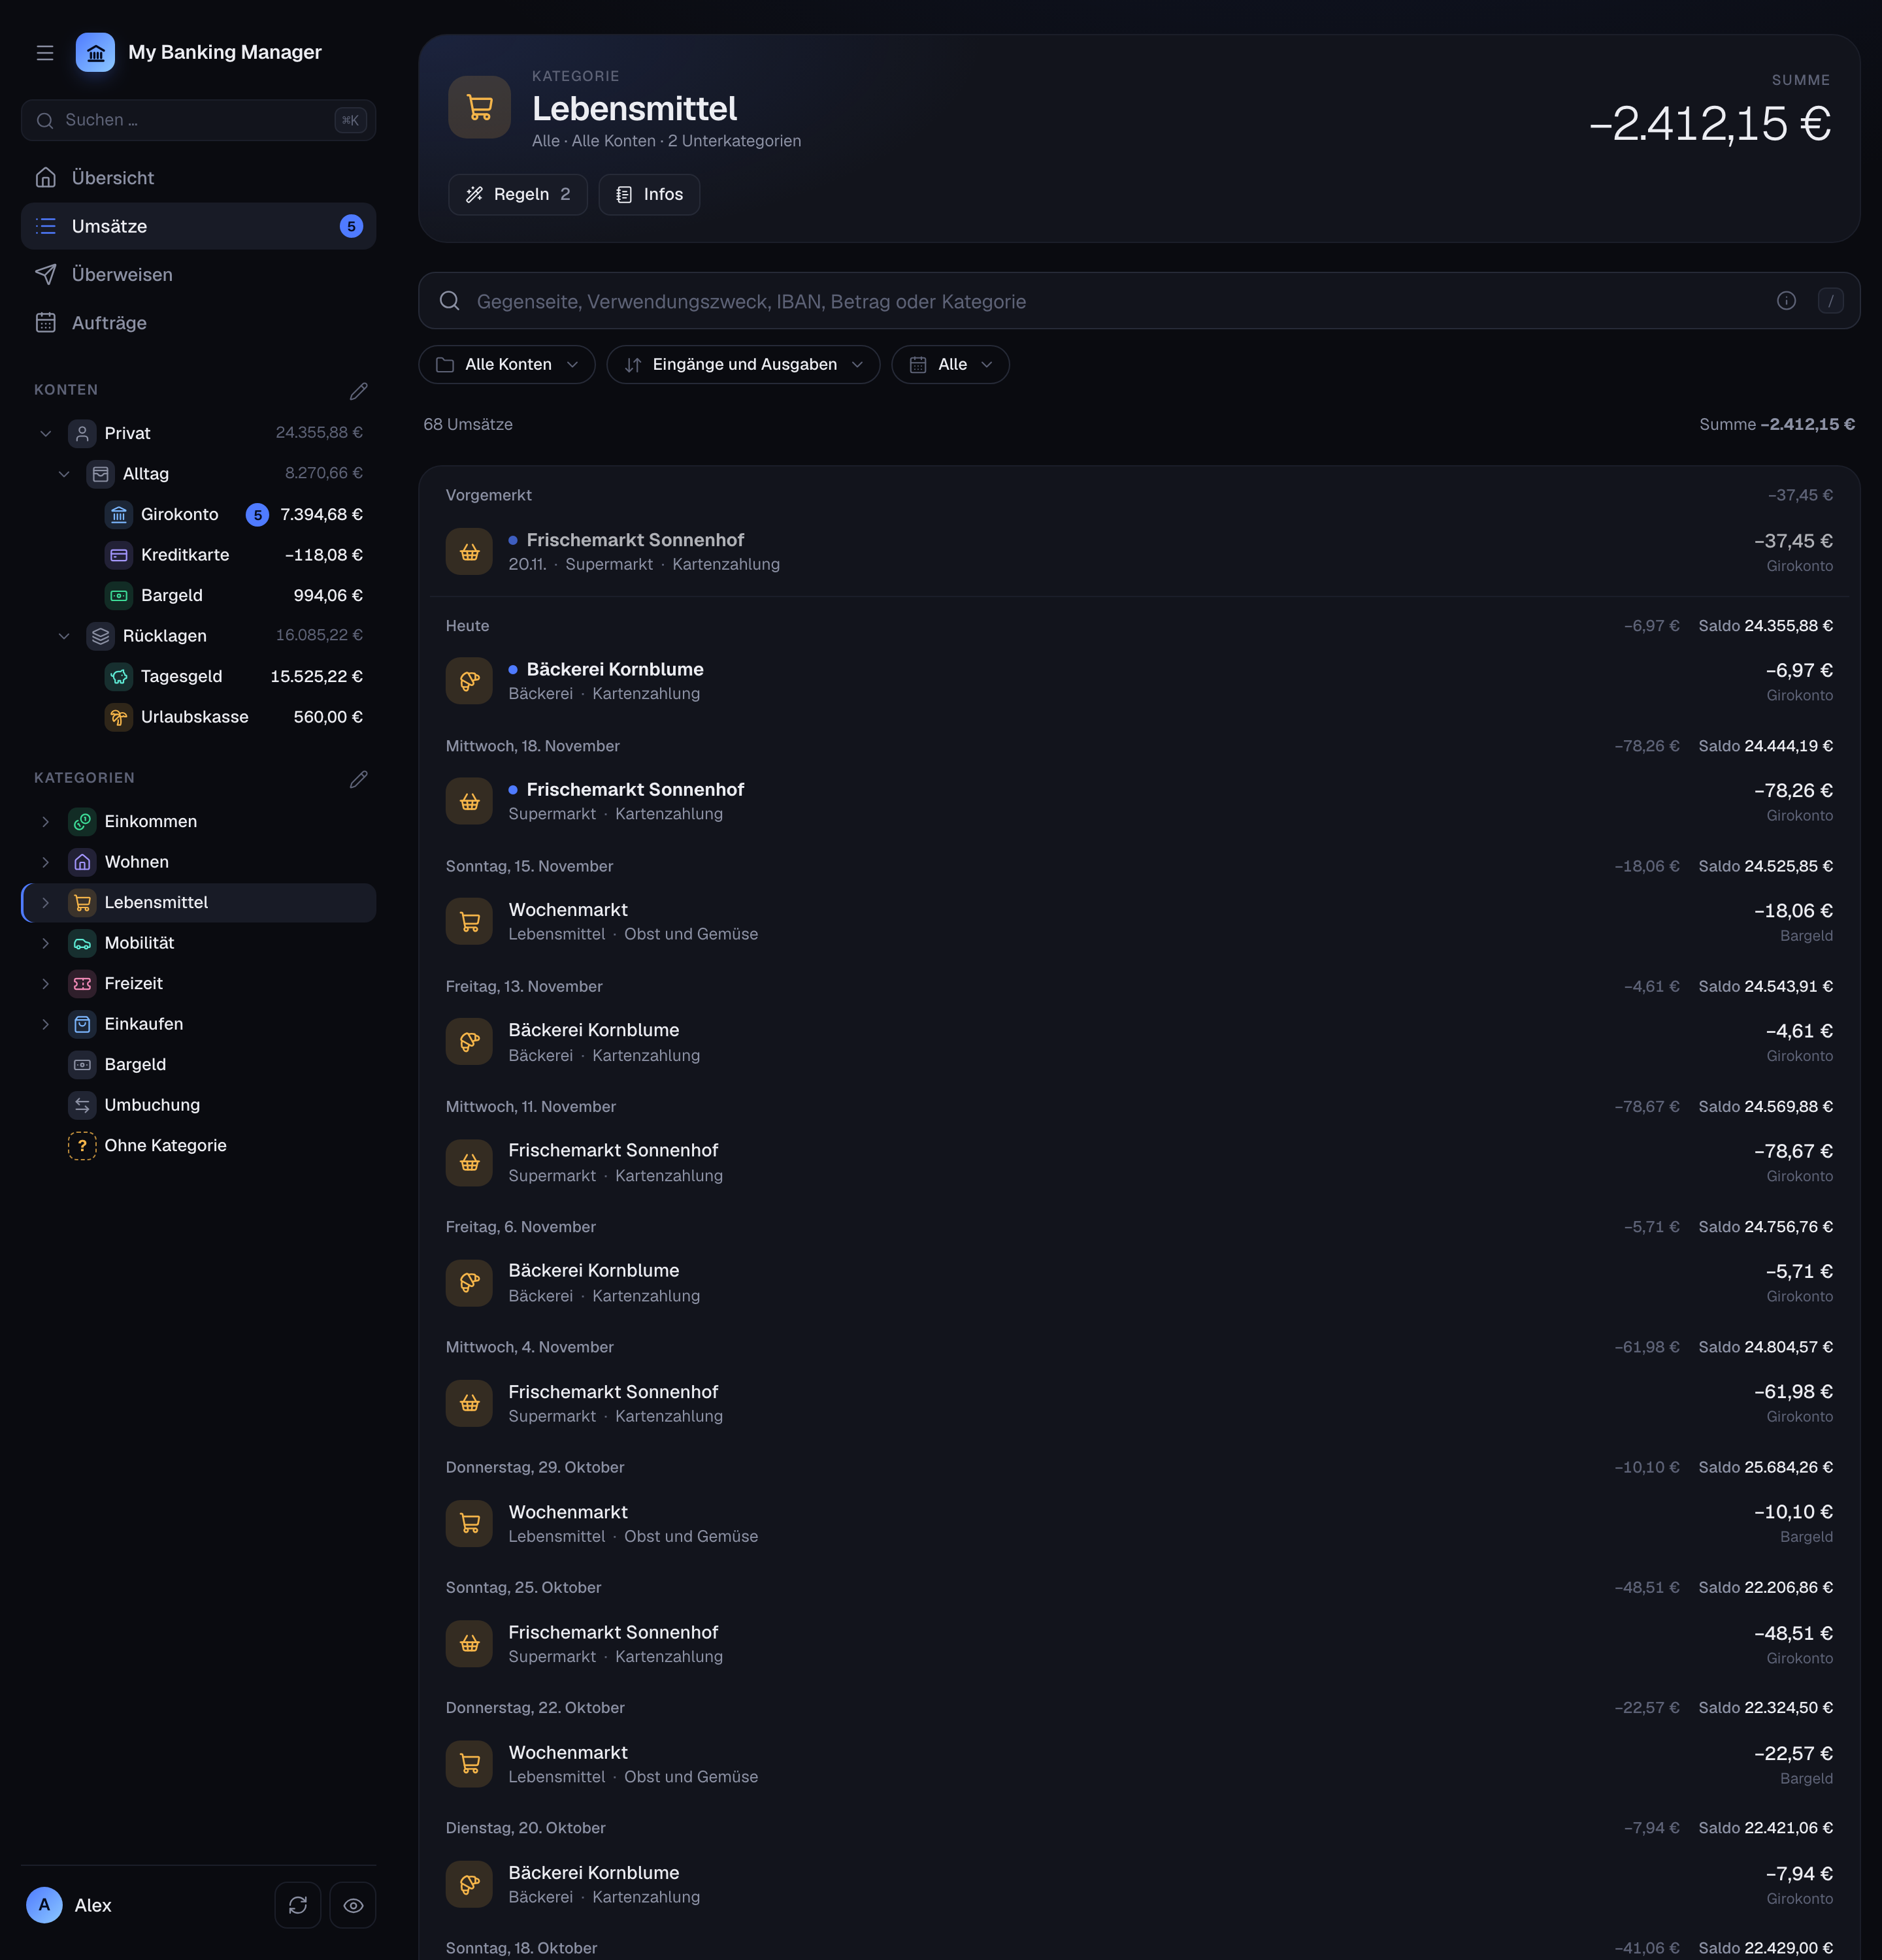 My Banking Manager
Suchen …
⌘K
Übersicht
Umsätze
5
Überweisen
Aufträge
KONTEN
Privat
24.355,88 €
Alltag
8.270,66 €
Girokonto
5
7.394,68 €
Kreditkarte
−118,08 €
Bargeld
994,06 €
Rücklagen
16.085,22 €
Tagesgeld
15.525,22 €
Urlaubskasse
560,00 €
KATEGORIEN
Einkommen
Wohnen
Lebensmittel
Mobilität
Freizeit
Einkaufen
Bargeld
Umbuchung
?
Ohne Kategorie
A
Alex
KATEGORIE
Lebensmittel
Alle · Alle Konten · 2 Unterkategorien
SUMME
−2.412,15 €
Regeln 2
Infos
Gegenseite, Verwendungszweck, IBAN, Betrag oder Kategorie
/
Alle Konten
Eingänge und Ausgaben
Alle
68 Umsätze
Summe −2.412,15 €
Vorgemerkt
−37,45 €
Frischemarkt Sonnenhof
−37,45 €
20.11. · Supermarkt · Kartenzahlung
Girokonto
Heute
−6,97 €
Saldo 24.355,88 €
Bäckerei Kornblume
−6,97 €
Bäckerei · Kartenzahlung
Girokonto
Mittwoch, 18. November
−78,26 €
Saldo 24.444,19 €
Frischemarkt Sonnenhof
−78,26 €
Supermarkt · Kartenzahlung
Girokonto
Sonntag, 15. November
−18,06 €
Saldo 24.525,85 €
Wochenmarkt
−18,06 €
Lebensmittel · Obst und Gemüse
Bargeld
Freitag, 13. November
−4,61 €
Saldo 24.543,91 €
Bäckerei Kornblume
−4,61 €
Bäckerei · Kartenzahlung
Girokonto
Mittwoch, 11. November
−78,67 €
Saldo 24.569,88 €
Frischemarkt Sonnenhof
−78,67 €
Supermarkt · Kartenzahlung
Girokonto
Freitag, 6. November
−5,71 €
Saldo 24.756,76 €
Bäckerei Kornblume
−5,71 €
Bäckerei · Kartenzahlung
Girokonto
Mittwoch, 4. November
−61,98 €
Saldo 24.804,57 €
Frischemarkt Sonnenhof
−61,98 €
Supermarkt · Kartenzahlung
Girokonto
Donnerstag, 29. Oktober
−10,10 €
Saldo 25.684,26 €
Wochenmarkt
−10,10 €
Lebensmittel · Obst und Gemüse
Bargeld
Sonntag, 25. Oktober
−48,51 €
Saldo 22.206,86 €
Frischemarkt Sonnenhof
−48,51 €
Supermarkt · Kartenzahlung
Girokonto
Donnerstag, 22. Oktober
−22,57 €
Saldo 22.324,50 €
Wochenmarkt
−22,57 €
Lebensmittel · Obst und Gemüse
Bargeld
Dienstag, 20. Oktober
−7,94 €
Saldo 22.421,06 €
Bäckerei Kornblume
−7,94 €
Bäckerei · Kartenzahlung
Girokonto
Sonntag, 18. Oktober
−41,06 €
Saldo 22.429,00 €